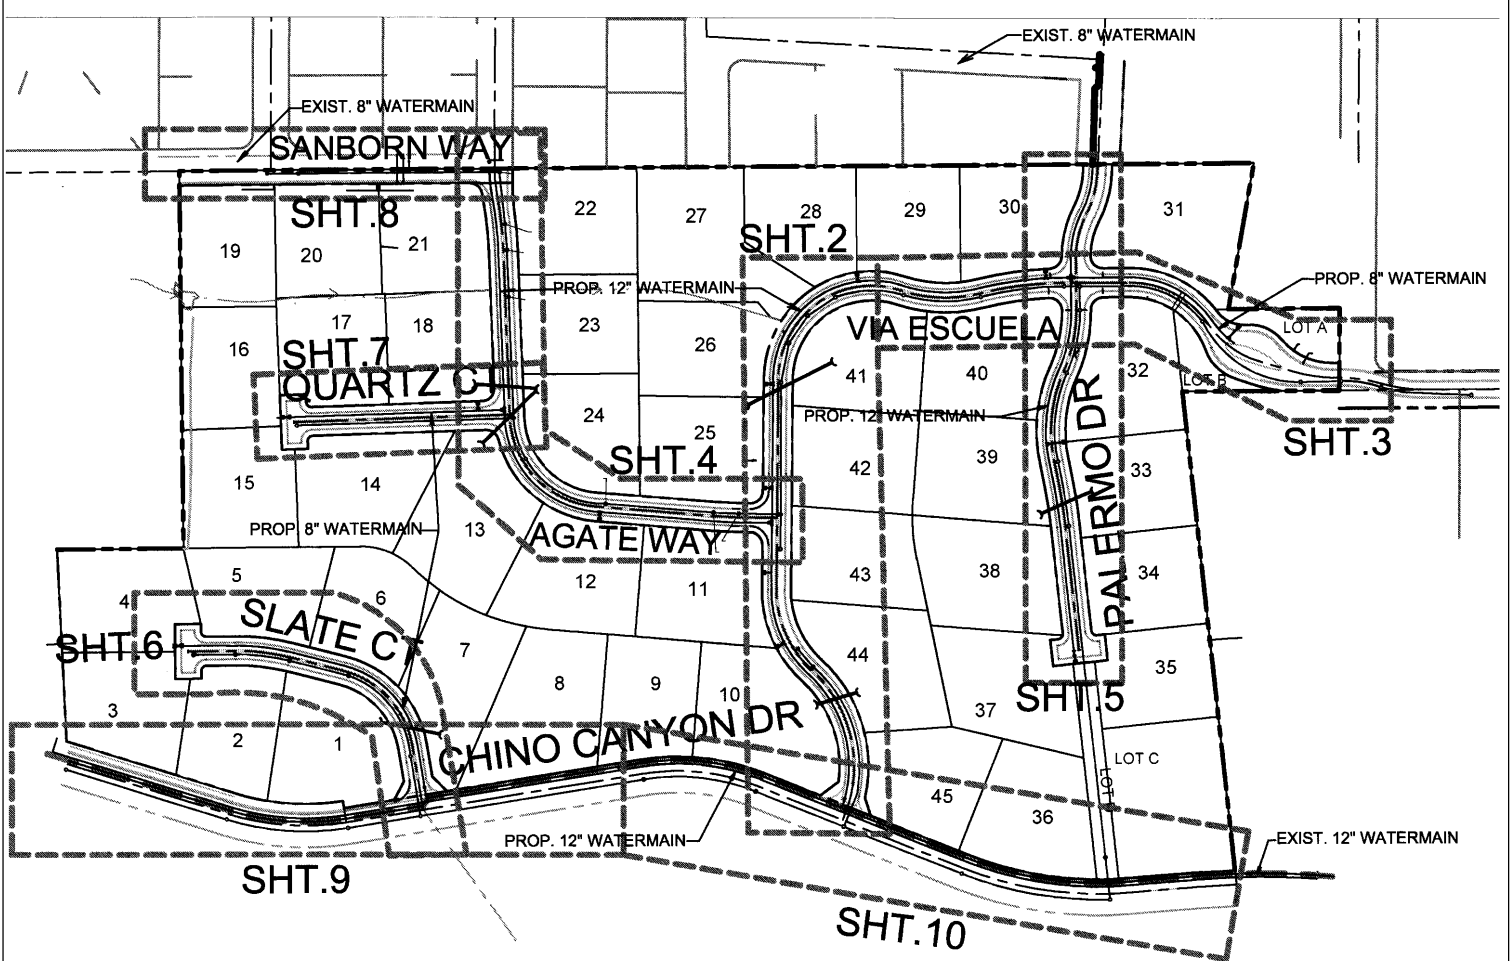 EXIST. 8" WATERMAIN
EXIST. 8" WATERMAIN
SANBORN WAY
SHT.8
22
27
28
29
30
31
19
20
21
SHT.2
PROP. 12" WATERMAIN
PROP. 8" WATERMAIN
17
18
23
26
VIA ESCUELA
LOT A
16
SHT.7
QUARTZ CT
41
40
32
LOT B
24
25
PROP. 12" WATERMAIN
PALERMO DR
SHT.3
15
14
SHT.4
42
39
33
PROP. 8" WATERMAIN
13
AGATE WAY
5
12
11
43
38
34
4
6
SLATE CT
SHT.6
7
44
35
8
9
10
SHT.5
3
2
1
CHINO CANYON DR
37
LOT C
LOT
45
36
PROP. 12" WATERMAIN
EXIST. 12" WATERMAIN
SHT.9
SHT.10